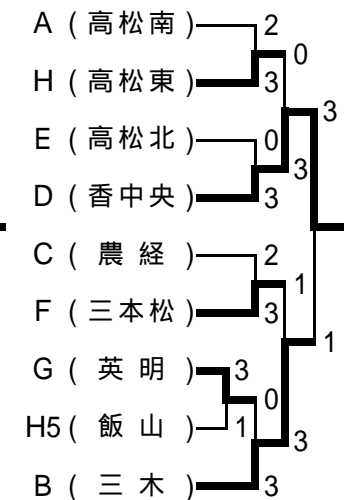 A ( 高松南 ) 2
0
H ( 高松東 ) 3
3
E ( 高松北 ) 0
3
D ( 香中央 ) 3
C ( 農経 ) 2
1
F ( 三本松 ) 3
1
G ( 英明 ) 3
0
H5 ( 飯山 ) 1
3
B ( 三木 ) 3